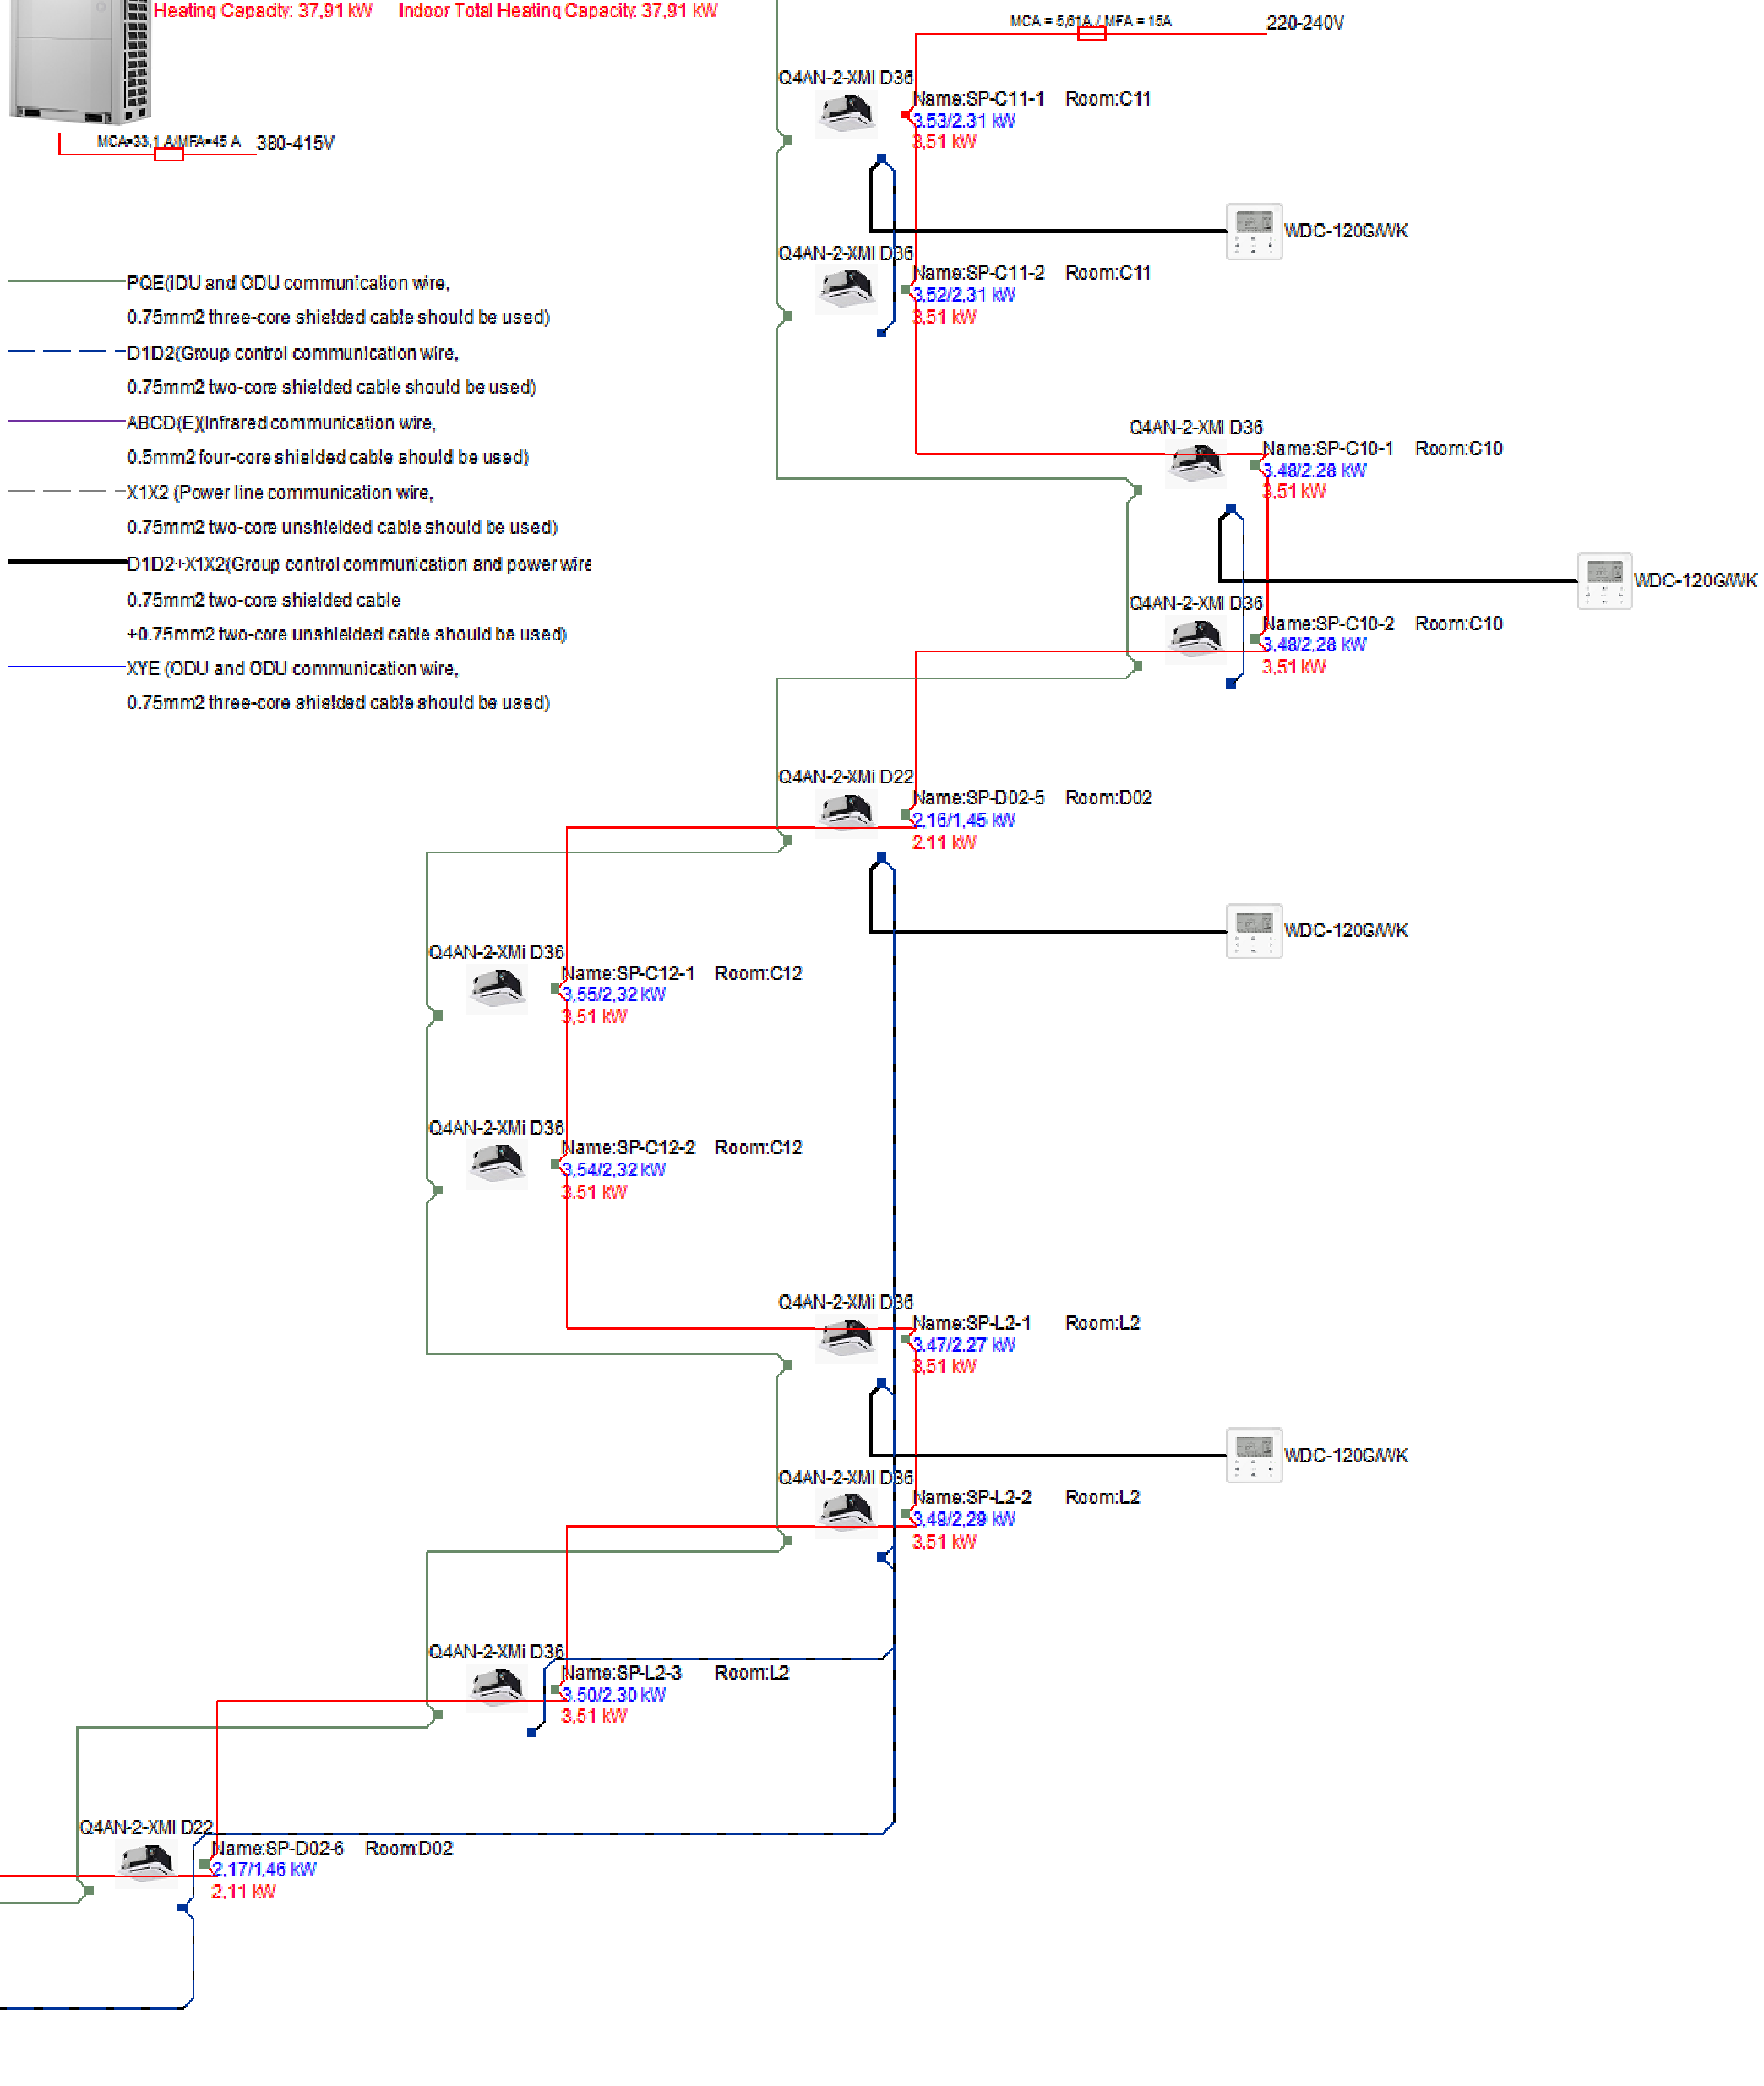 Heating Capacity: 37,91 kW Indoor Total Heating Capacity: 37,91 kW
MCA = 5,61A / MFA = 15A 220-240V
MCA=33,1 A/MFA=45 A 380-415V
Q4AN-2-XMi D36
Name:SP-C11-1 Room:C11
3.53/2.31 kW
3,51 kW
WDC-120G/WK
Q4AN-2-XMi D36
Name:SP-C11-2 Room:C11
3,52/2,31 kW
3,51 kW
PQE(IDU and ODU communication wire,
0.75mm2 three-core shielded cable should be used)
D1D2(Group control communication wire,
0.75mm2 two-core shielded cable should be used)
ABCD(E)(Infrared communication wire,
0.5mm2 four-core shielded cable should be used)
X1X2 (Power line communication wire,
0.75mm2 two-core unshielded cable should be used)
D1D2+X1X2(Group control communication and power wire
0.75mm2 two-core shielded cable
+0.75mm2 two-core unshielded cable should be used)
XYE (ODU and ODU communication wire,
0.75mm2 three-core shielded cable should be used)
Q4AN-2-XMi D36
Name:SP-C10-1 Room:C10
3.48/2.28 kW
3,51 kW
WDC-120G/WK
Q4AN-2-XMi D36
Name:SP-C10-2 Room:C10
3,48/2,28 kW
3,51 kW
Q4AN-2-XMi D22
Name:SP-D02-5 Room:D02
2,16/1,45 kW
2.11 kW
WDC-120G/WK
Q4AN-2-XMi D36
Name:SP-C12-1 Room:C12
3,55/2,32 kW
3,51 kW
Q4AN-2-XMi D36
Name:SP-C12-2 Room:C12
3,54/2,32 kW
3.51 kW
Q4AN-2-XMi D36
Name:SP-L2-1 Room:L2
3.47/2.27 kW
3,51 kW
WDC-120G/WK
Q4AN-2-XMi D36
Name:SP-L2-2 Room:L2
3,49/2,29 kW
3,51 kW
Q4AN-2-XMi D36
Name:SP-L2-3 Room:L2
3.50/2.30 kW
3,51 kW
Q4AN-2-XMi D22
Name:SP-D02-6 Room:D02
2,17/1,46 kW
2,11 kW